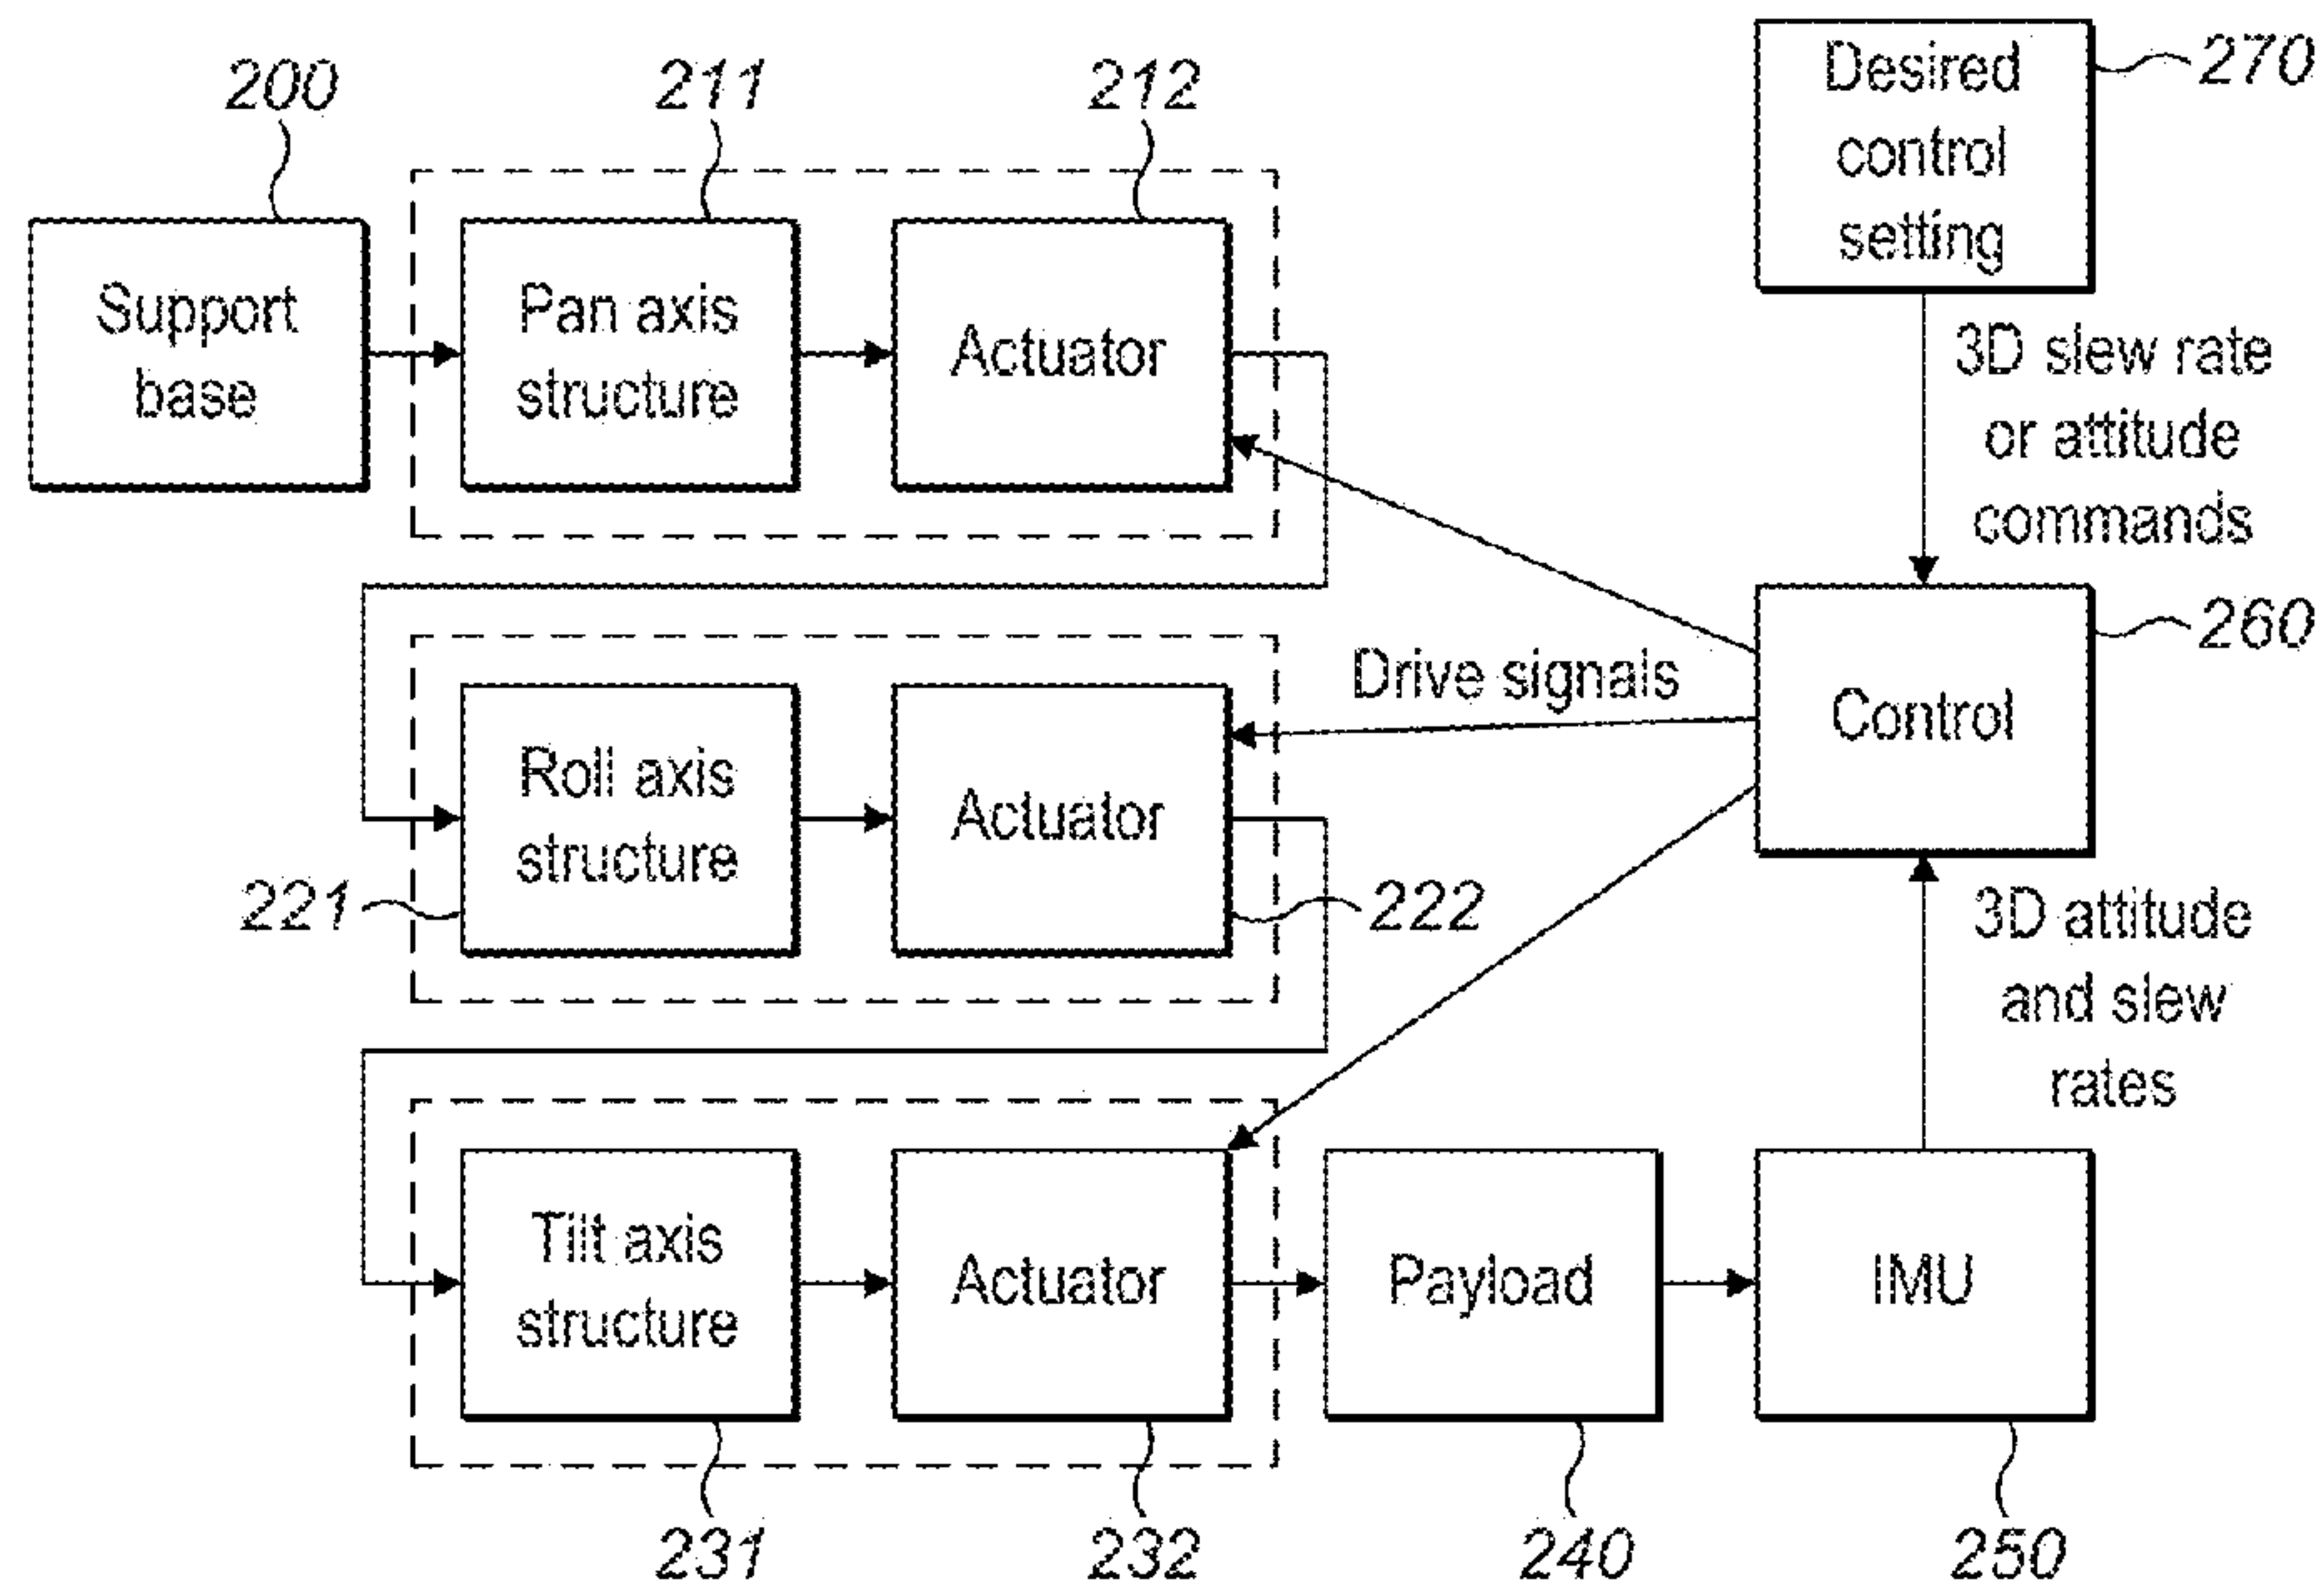 200
211
212
Desired
control
setting
270
Support
base
Pan axis
structure
Actuator
3D slew rate
or attitude
commands
260
Drive signals
Control
Roll axis
structure
Actuator
221
222
3D attitude
and slew
rates
Tilt axis
structure
Actuator
Payload
IMU
231
232
240
250